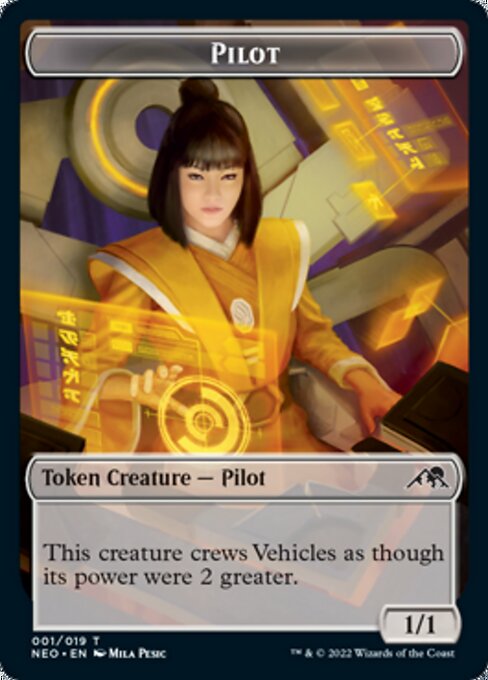 Pilot
Token Creature — Pilot
This creature crews Vehicles as though
its power were 2 greater.
1/1
001/019 T
NEO • EN Mila Pesic
™ & © 2022 Wizards of the Coast